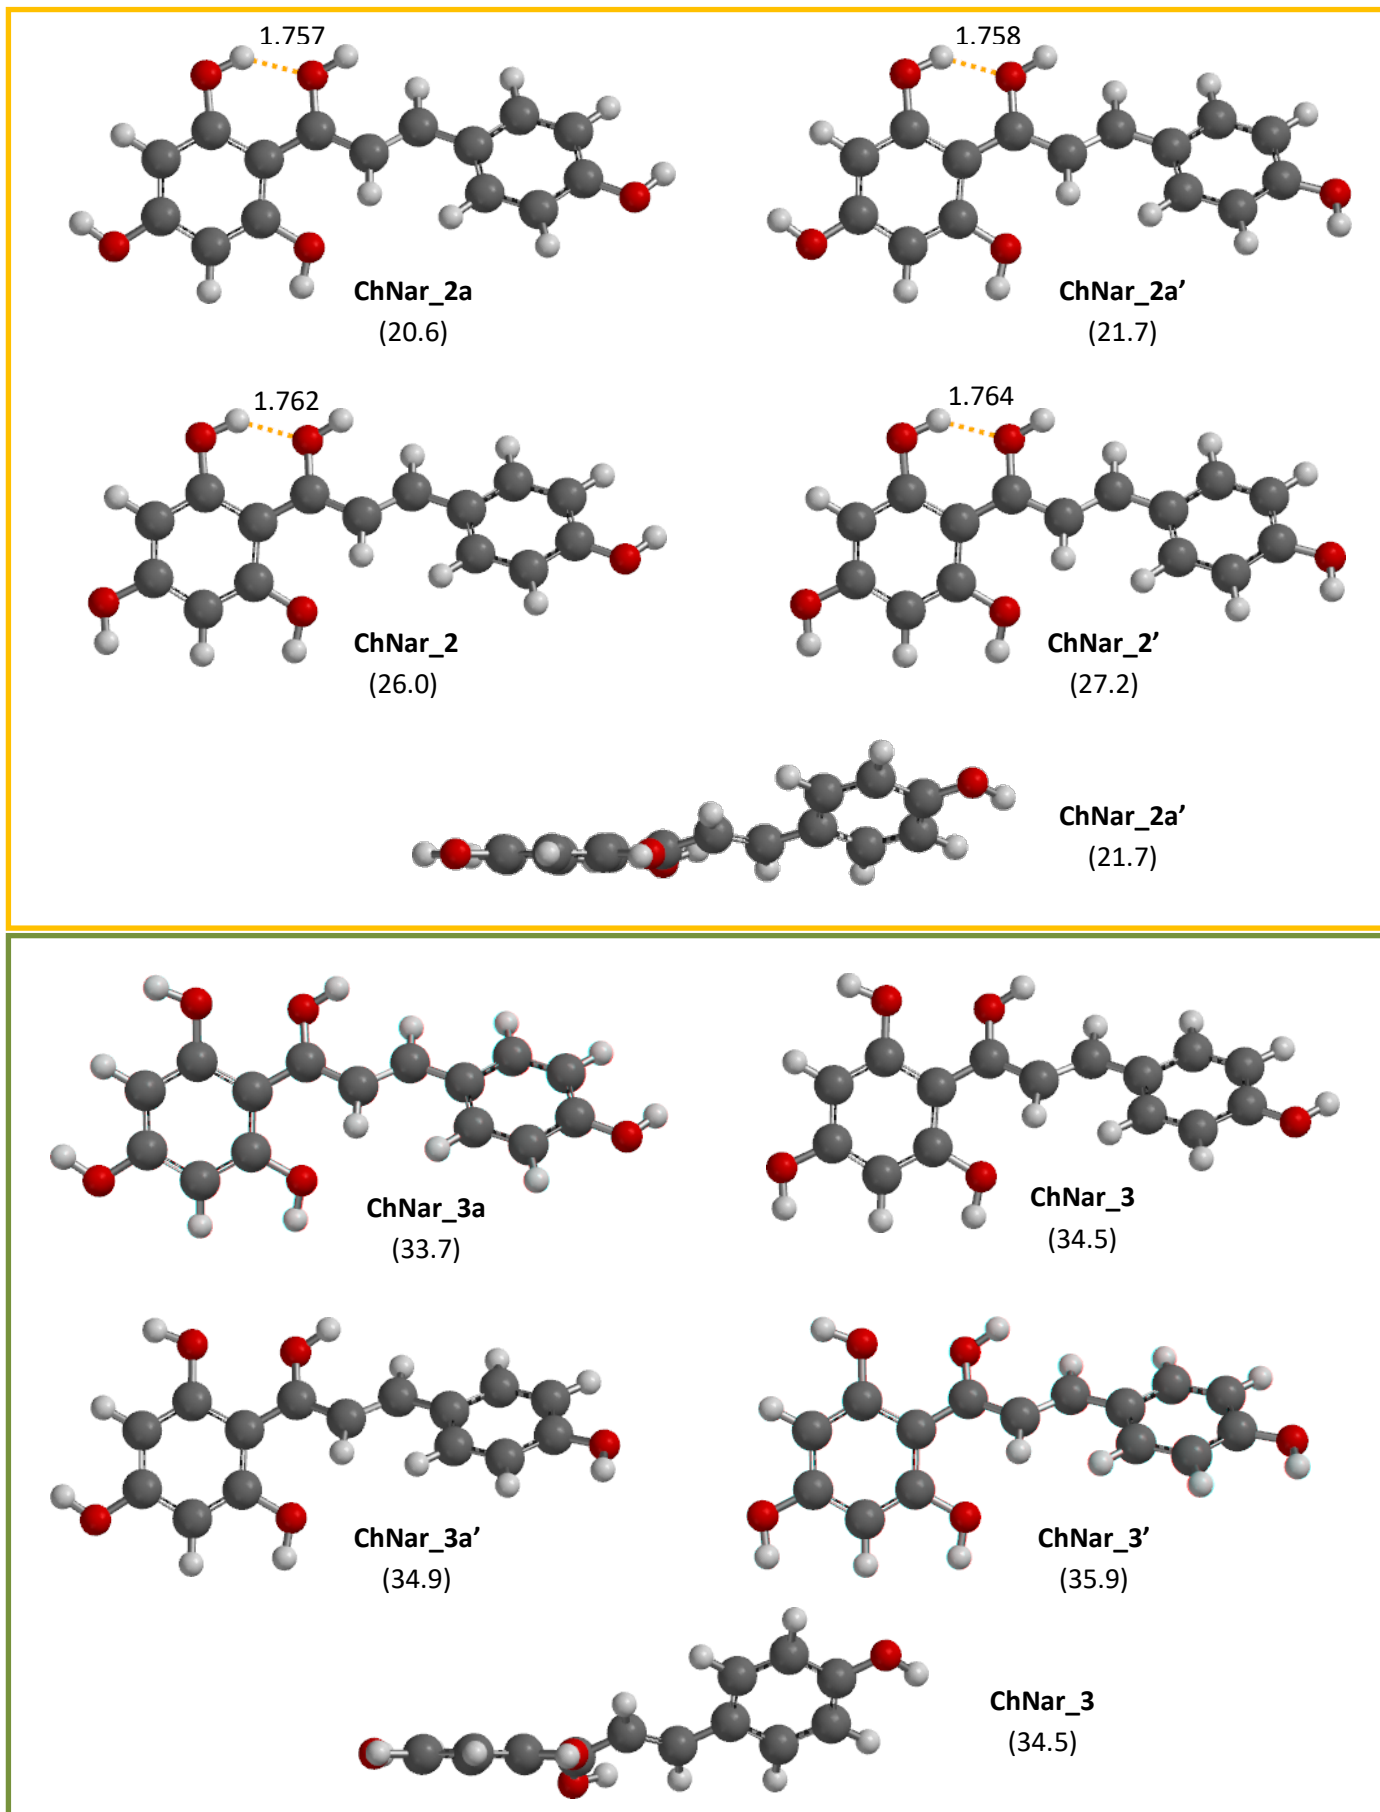 1.757
1.758
ChNar_2a
(20.6)
ChNar_2a’
(21.7)
1.762
1.764
ChNar_2
(26.0)
ChNar_2’
(27.2)
ChNar_2a’
(21.7)
ChNar_3a
(33.7)
ChNar_3
(34.5)
ChNar_3a’
(34.9)
ChNar_3’
(35.9)
ChNar_3
(34.5)